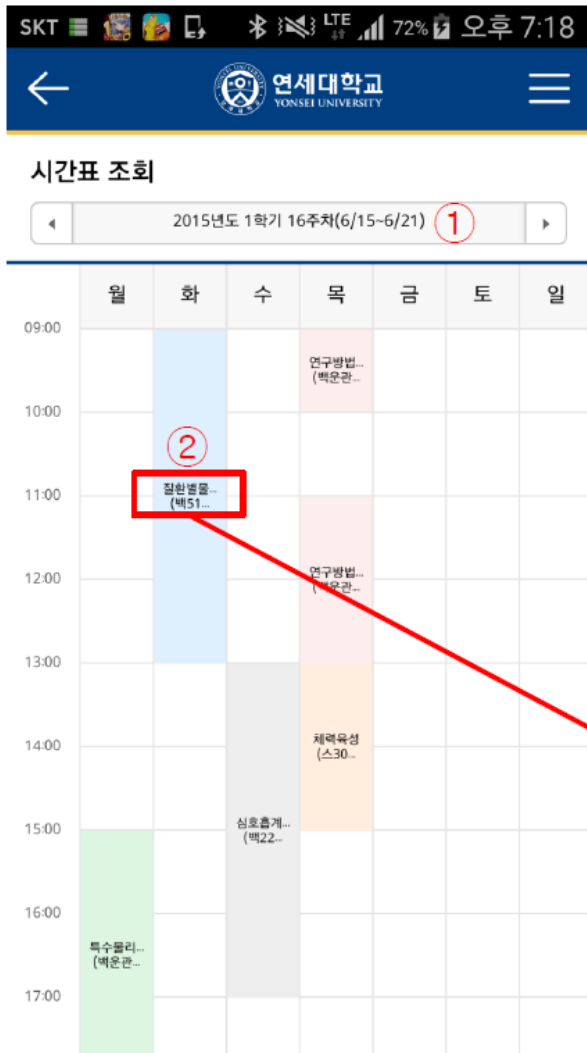 SKT LTE 72% 오후 7:18
연세대학교
YONSEI UNIVERSITY
시간표 조회
2015년도 1학기 16주차(6/15~6/21) ①
월 화 수 목 금 토 일
09:00
연구방법...
(백운관...
10:00
②
11:00
질환별물...
(백51...
12:00
연구방법...
(백운관...
13:00
14:00
체력육성
(스30...
15:00
심호흡계...
(백22...
16:00
특수물리...
(백운관...
17:00